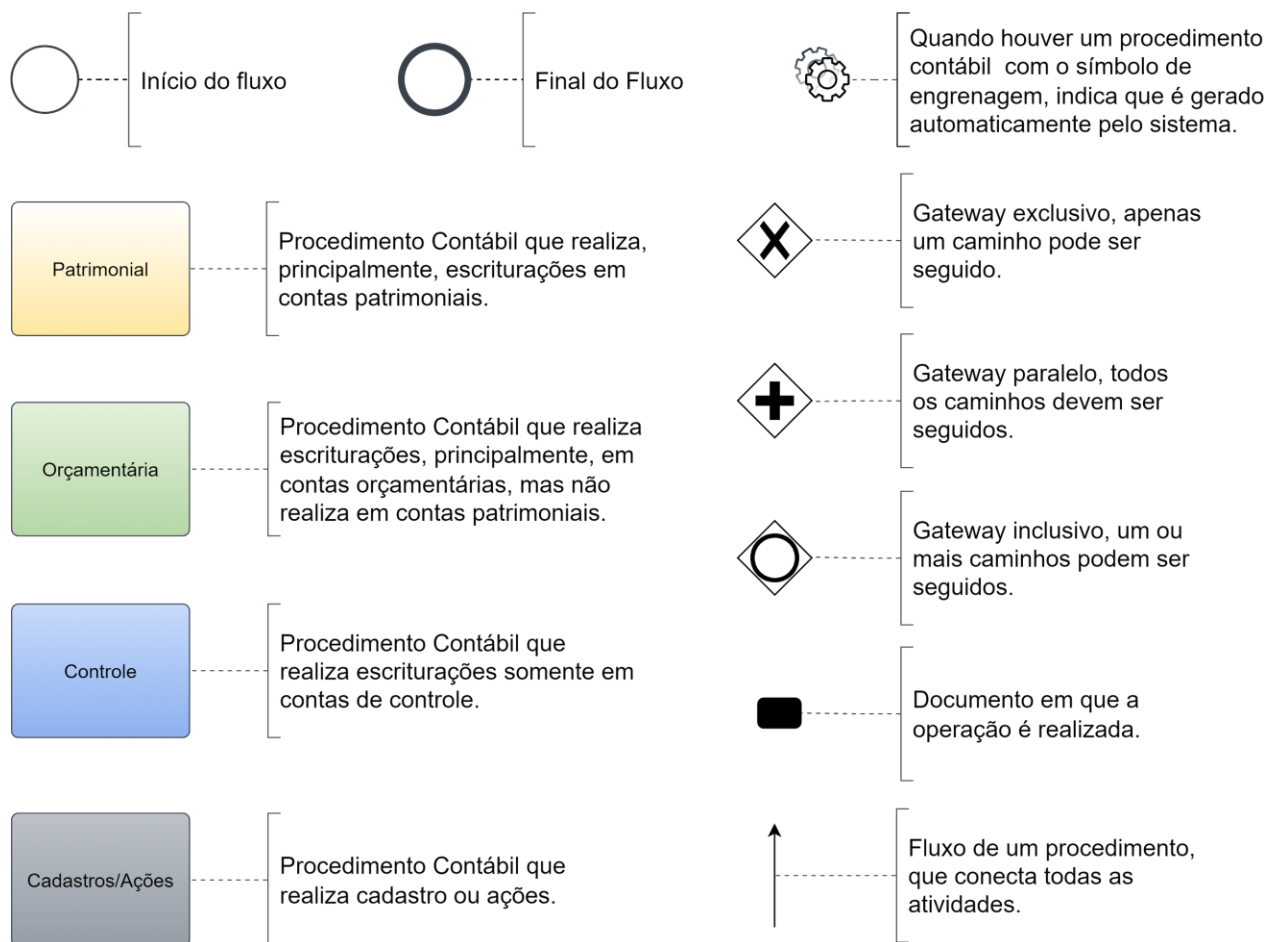 Início do fluxo
Final do Fluxo
Quando houver um procedimento
contábil com o símbolo de
engrenagem, indica que é gerado
automaticamente pelo sistema.
Patrimonial
Procedimento Contábil que realiza,
principalmente, escriturações em
contas patrimoniais.
Gateway exclusivo, apenas
um caminho pode ser
seguido.
Orçamentária
Procedimento Contábil que realiza
escriturações, principalmente, em
contas orçamentárias, mas não
realiza em contas patrimoniais.
Gateway paralelo, todos
os caminhos devem ser
seguidos.
Gateway inclusivo, um ou
mais caminhos podem ser
seguidos.
Controle
Procedimento Contábil que
realiza escriturações somente em
contas de controle.
Documento em que a
operação é realizada.
Cadastros/Ações
Procedimento Contábil que
realiza cadastro ou ações.
Fluxo de um procedimento,
que conecta todas as
atividades.